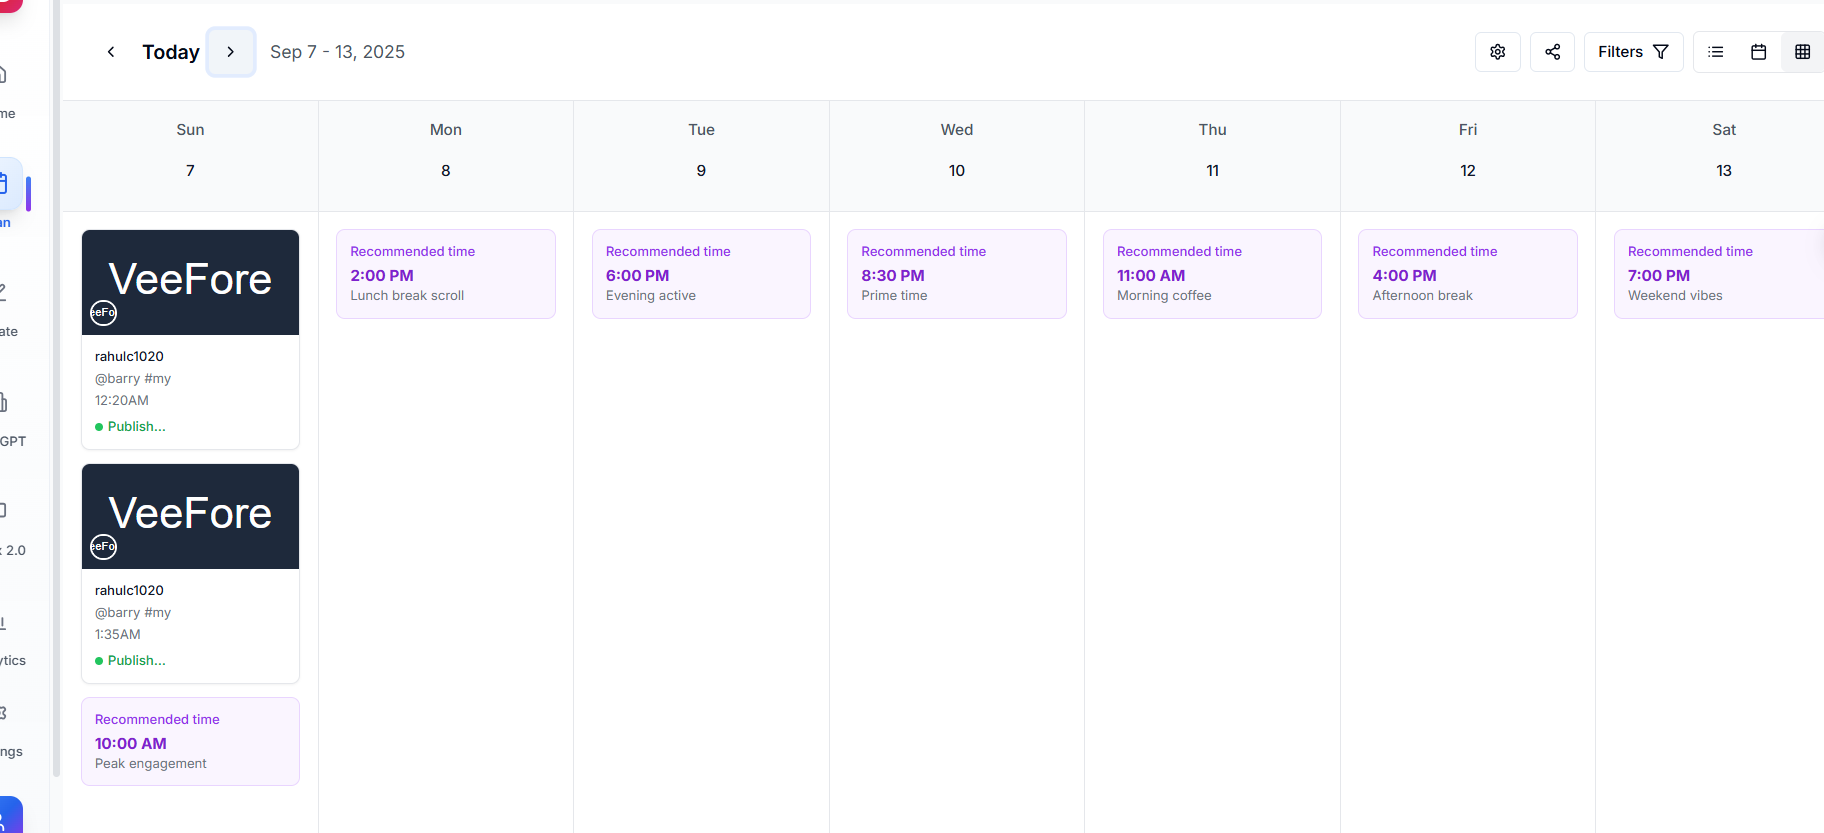 Today
Sep 7 - 13, 2025
Filters
Sun
Mon
Tue
Wed
Thu
Fri
Sat
7
8
9
10
11
12
13
me
an
ate
GPT
2.0
ytics
ngs
VeeFore
eeFo
rahulc1020
@barry #my
12:20AM
Publish...
VeeFore
eeFo
rahulc1020
@barry #my
1:35AM
Publish...
Recommended time
10:00 AM
Peak engagement
Recommended time
2:00 PM
Lunch break scroll
Recommended time
6:00 PM
Evening active
Recommended time
8:30 PM
Prime time
Recommended time
11:00 AM
Morning coffee
Recommended time
4:00 PM
Afternoon break
Recommended time
7:00 PM
Weekend vibes